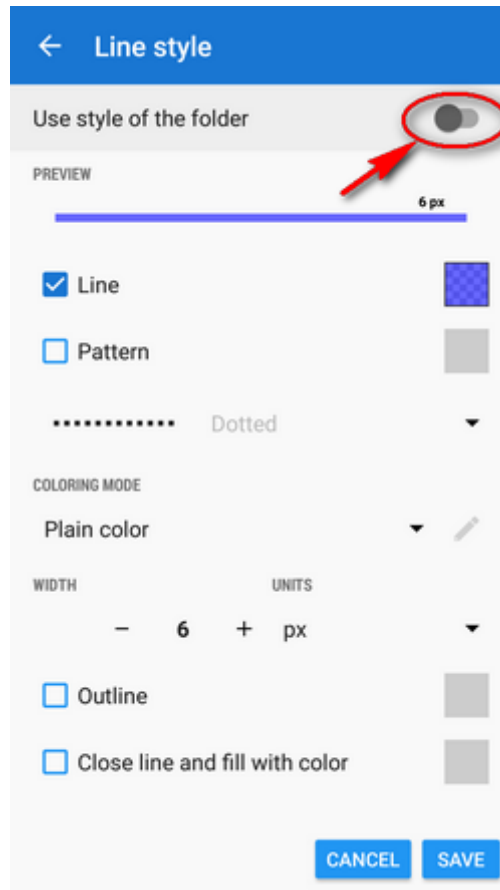 Line style
Use style of the folder
PREVIEW
6 px
Line
Pattern
Dotted
COLORING MODE
Plain color
WIDTH UNITS
− 6 + px
Outline
Close line and fill with color
CANCEL SAVE